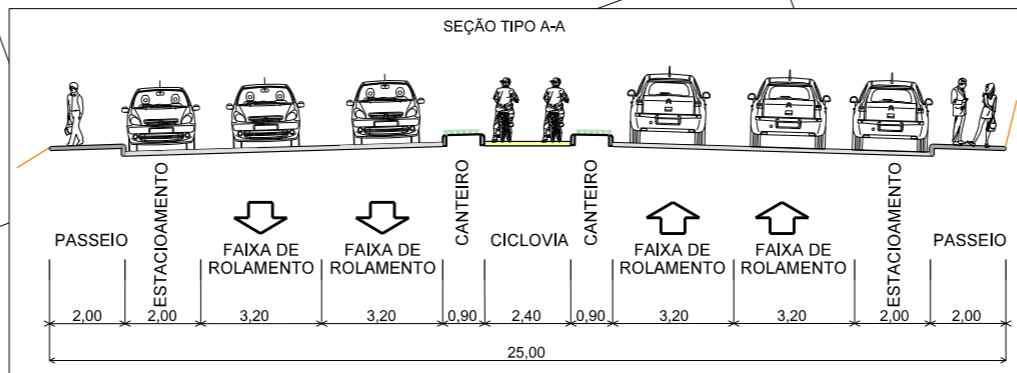 SEÇÃO TIPO A-A
PASSEIO
ESTACIOAMENTO
FAIXA DE
ROLAMENTO
FAIXA DE
ROLAMENTO
CANTEIRO
CICLOVIA
CANTEIRO
FAIXA DE
ROLAMENTO
FAIXA DE
ROLAMENTO
ESTACIOAMENTO
PASSEIO
2,00 2,00 3,20 3,20 0,90 2,40 0,90 3,20 3,20 2,00 2,00
25,00